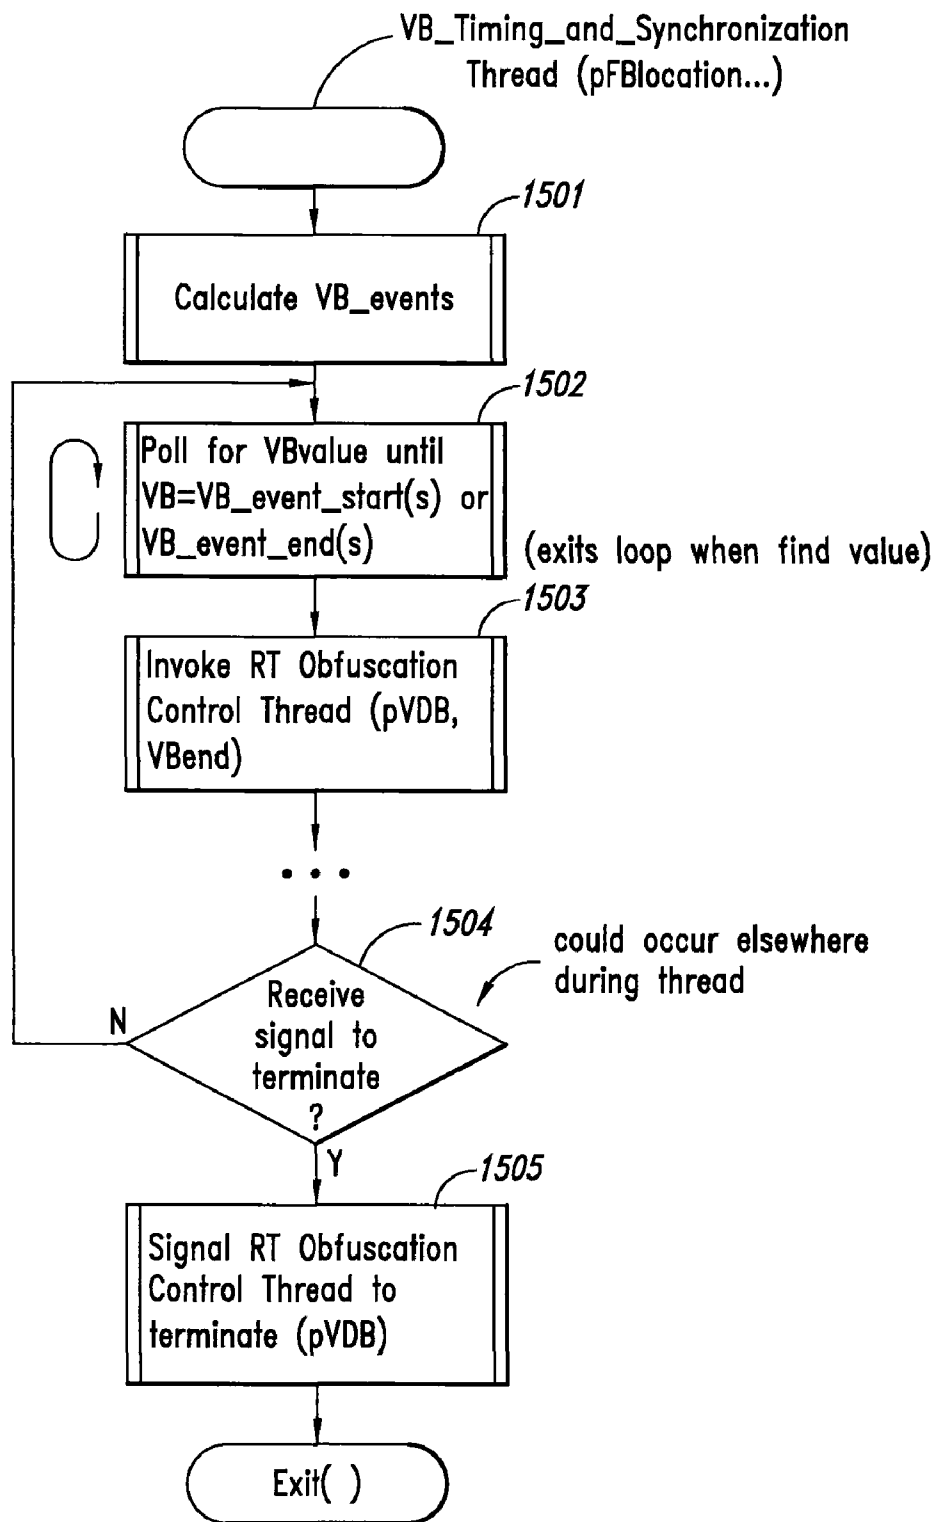 VB_Timing_and_Synchronization
Thread (pFBlocation...)
1501
Calculate VB_events
1502
Poll for VBvalue until
VB=VB_event_start(s) or
VB_event_end(s)
(exits loop when find value)
1503
Invoke RT Obfuscation
Control Thread (pVDB,
VBend)
• • •
1504
could occur elsewhere
during thread
Receive
signal to
terminate
?
N
Y
1505
Signal RT Obfuscation
Control Thread to
terminate (pVDB)
Exit( )